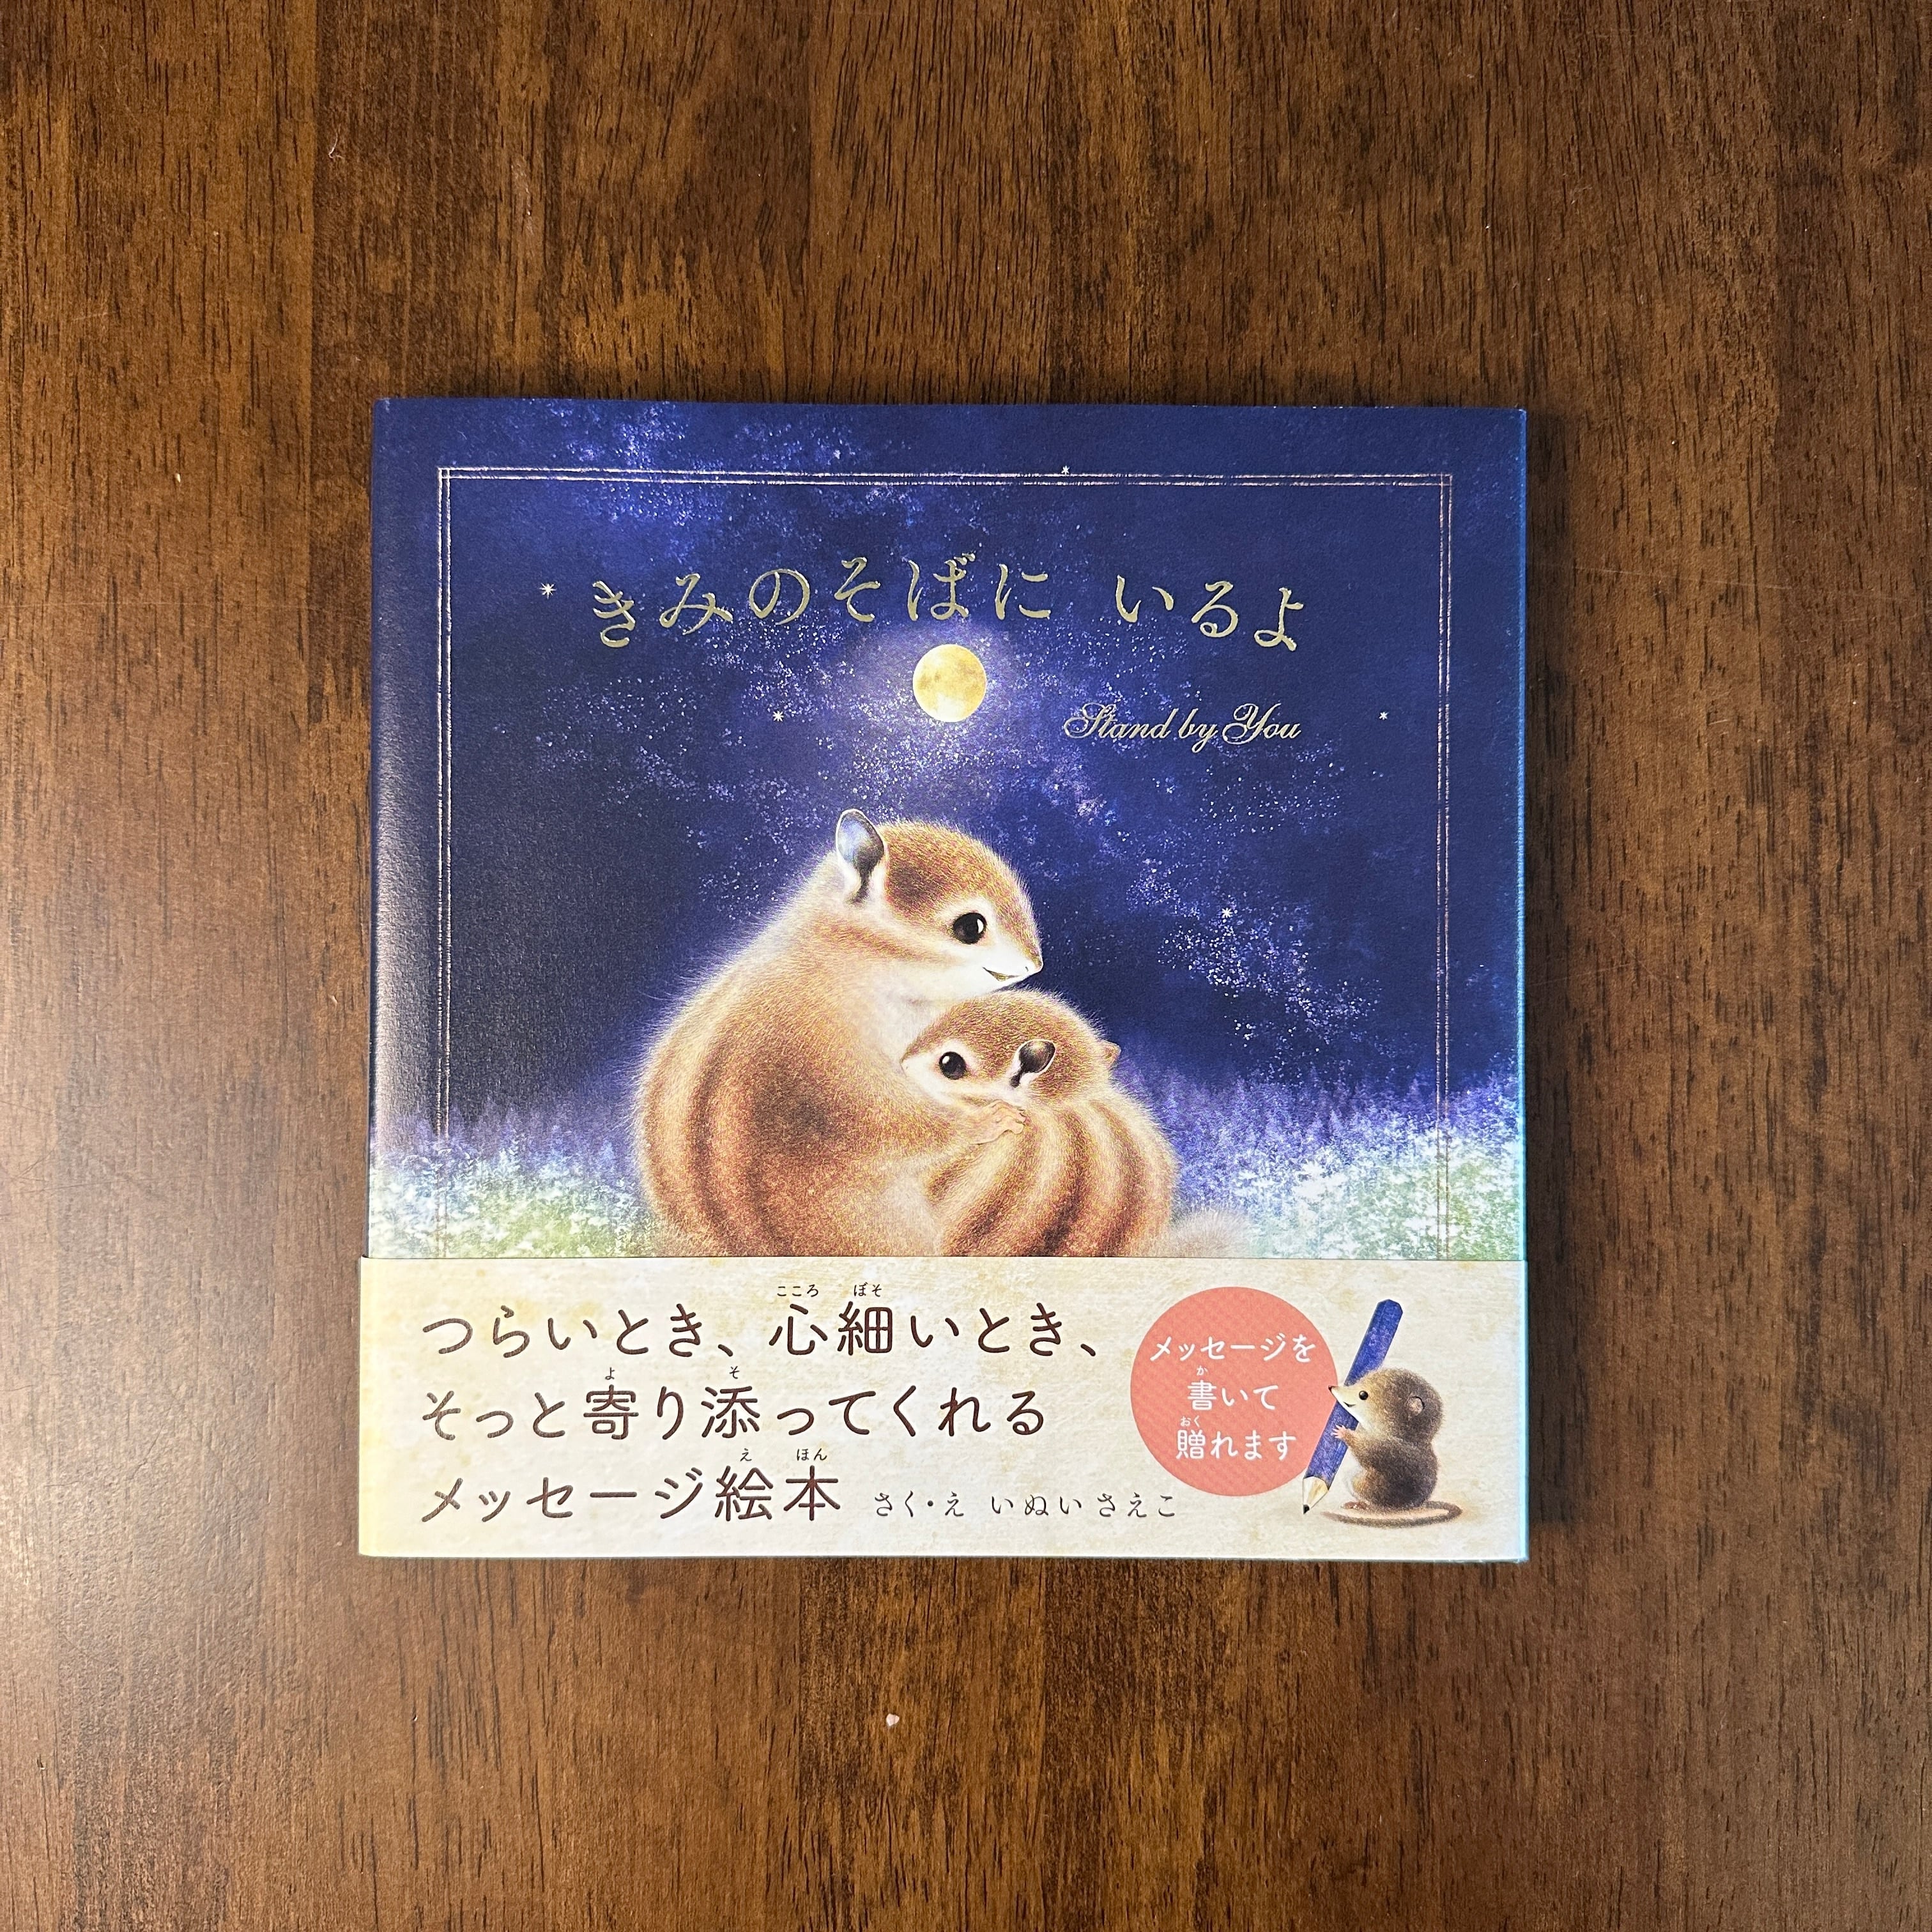 きみのそばに いるよ
Stand by You
つらいとき、心細いとき、
そっと寄り添ってくれる
メッセージ絵本 さく・え いぬい さえこ
メッセージを
書いて
贈れます